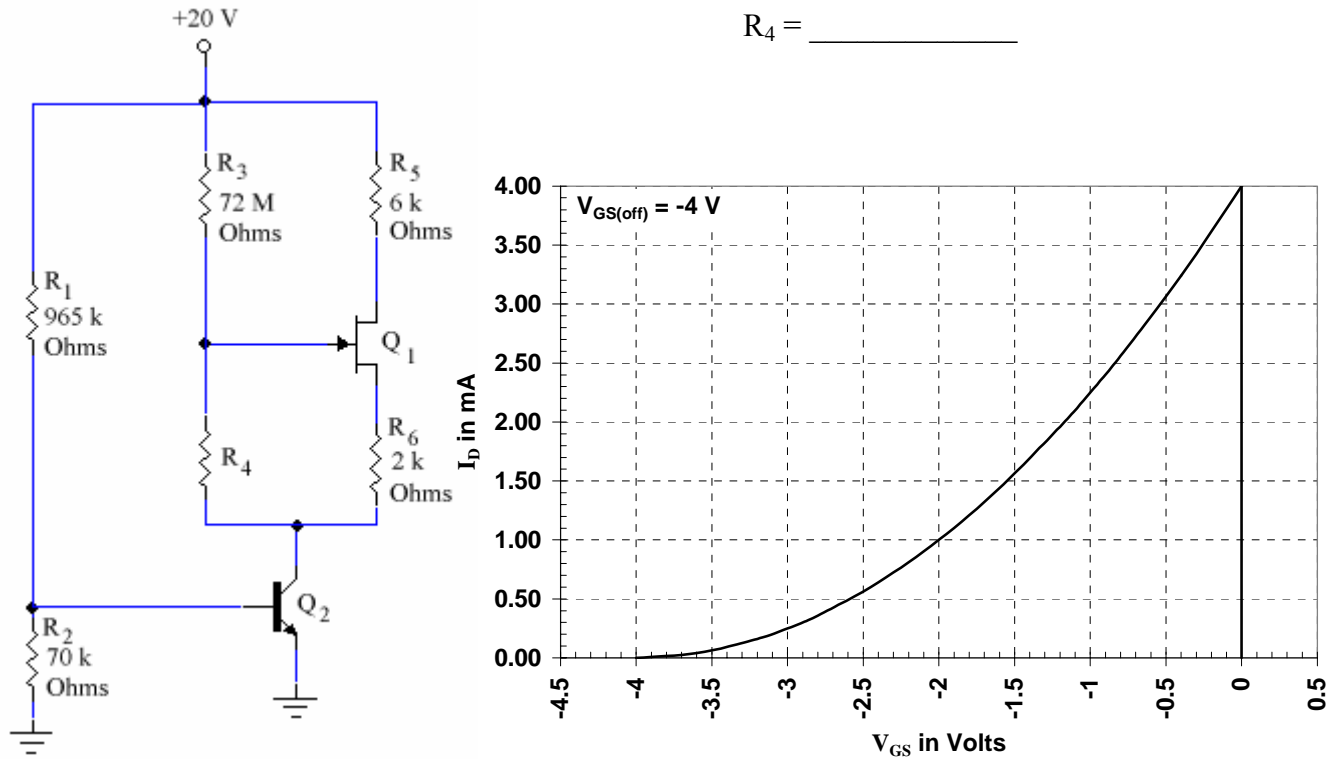 +20 V
R4 = _____________
R3
72 M
Ohms
R5
6 k
Ohms
R1
965 k
Ohms
Q1
R4
R6
2 k
Ohms
Q2
R2
70 k
Ohms
VGS(off) = -4 V
ID in mA
4.00
3.50
3.00
2.50
2.00
1.50
1.00
0.50
0.00
-4.5
-4
-3.5
-3
-2.5
-2
-1.5
-1
-0.5
0
0.5
VGS in Volts